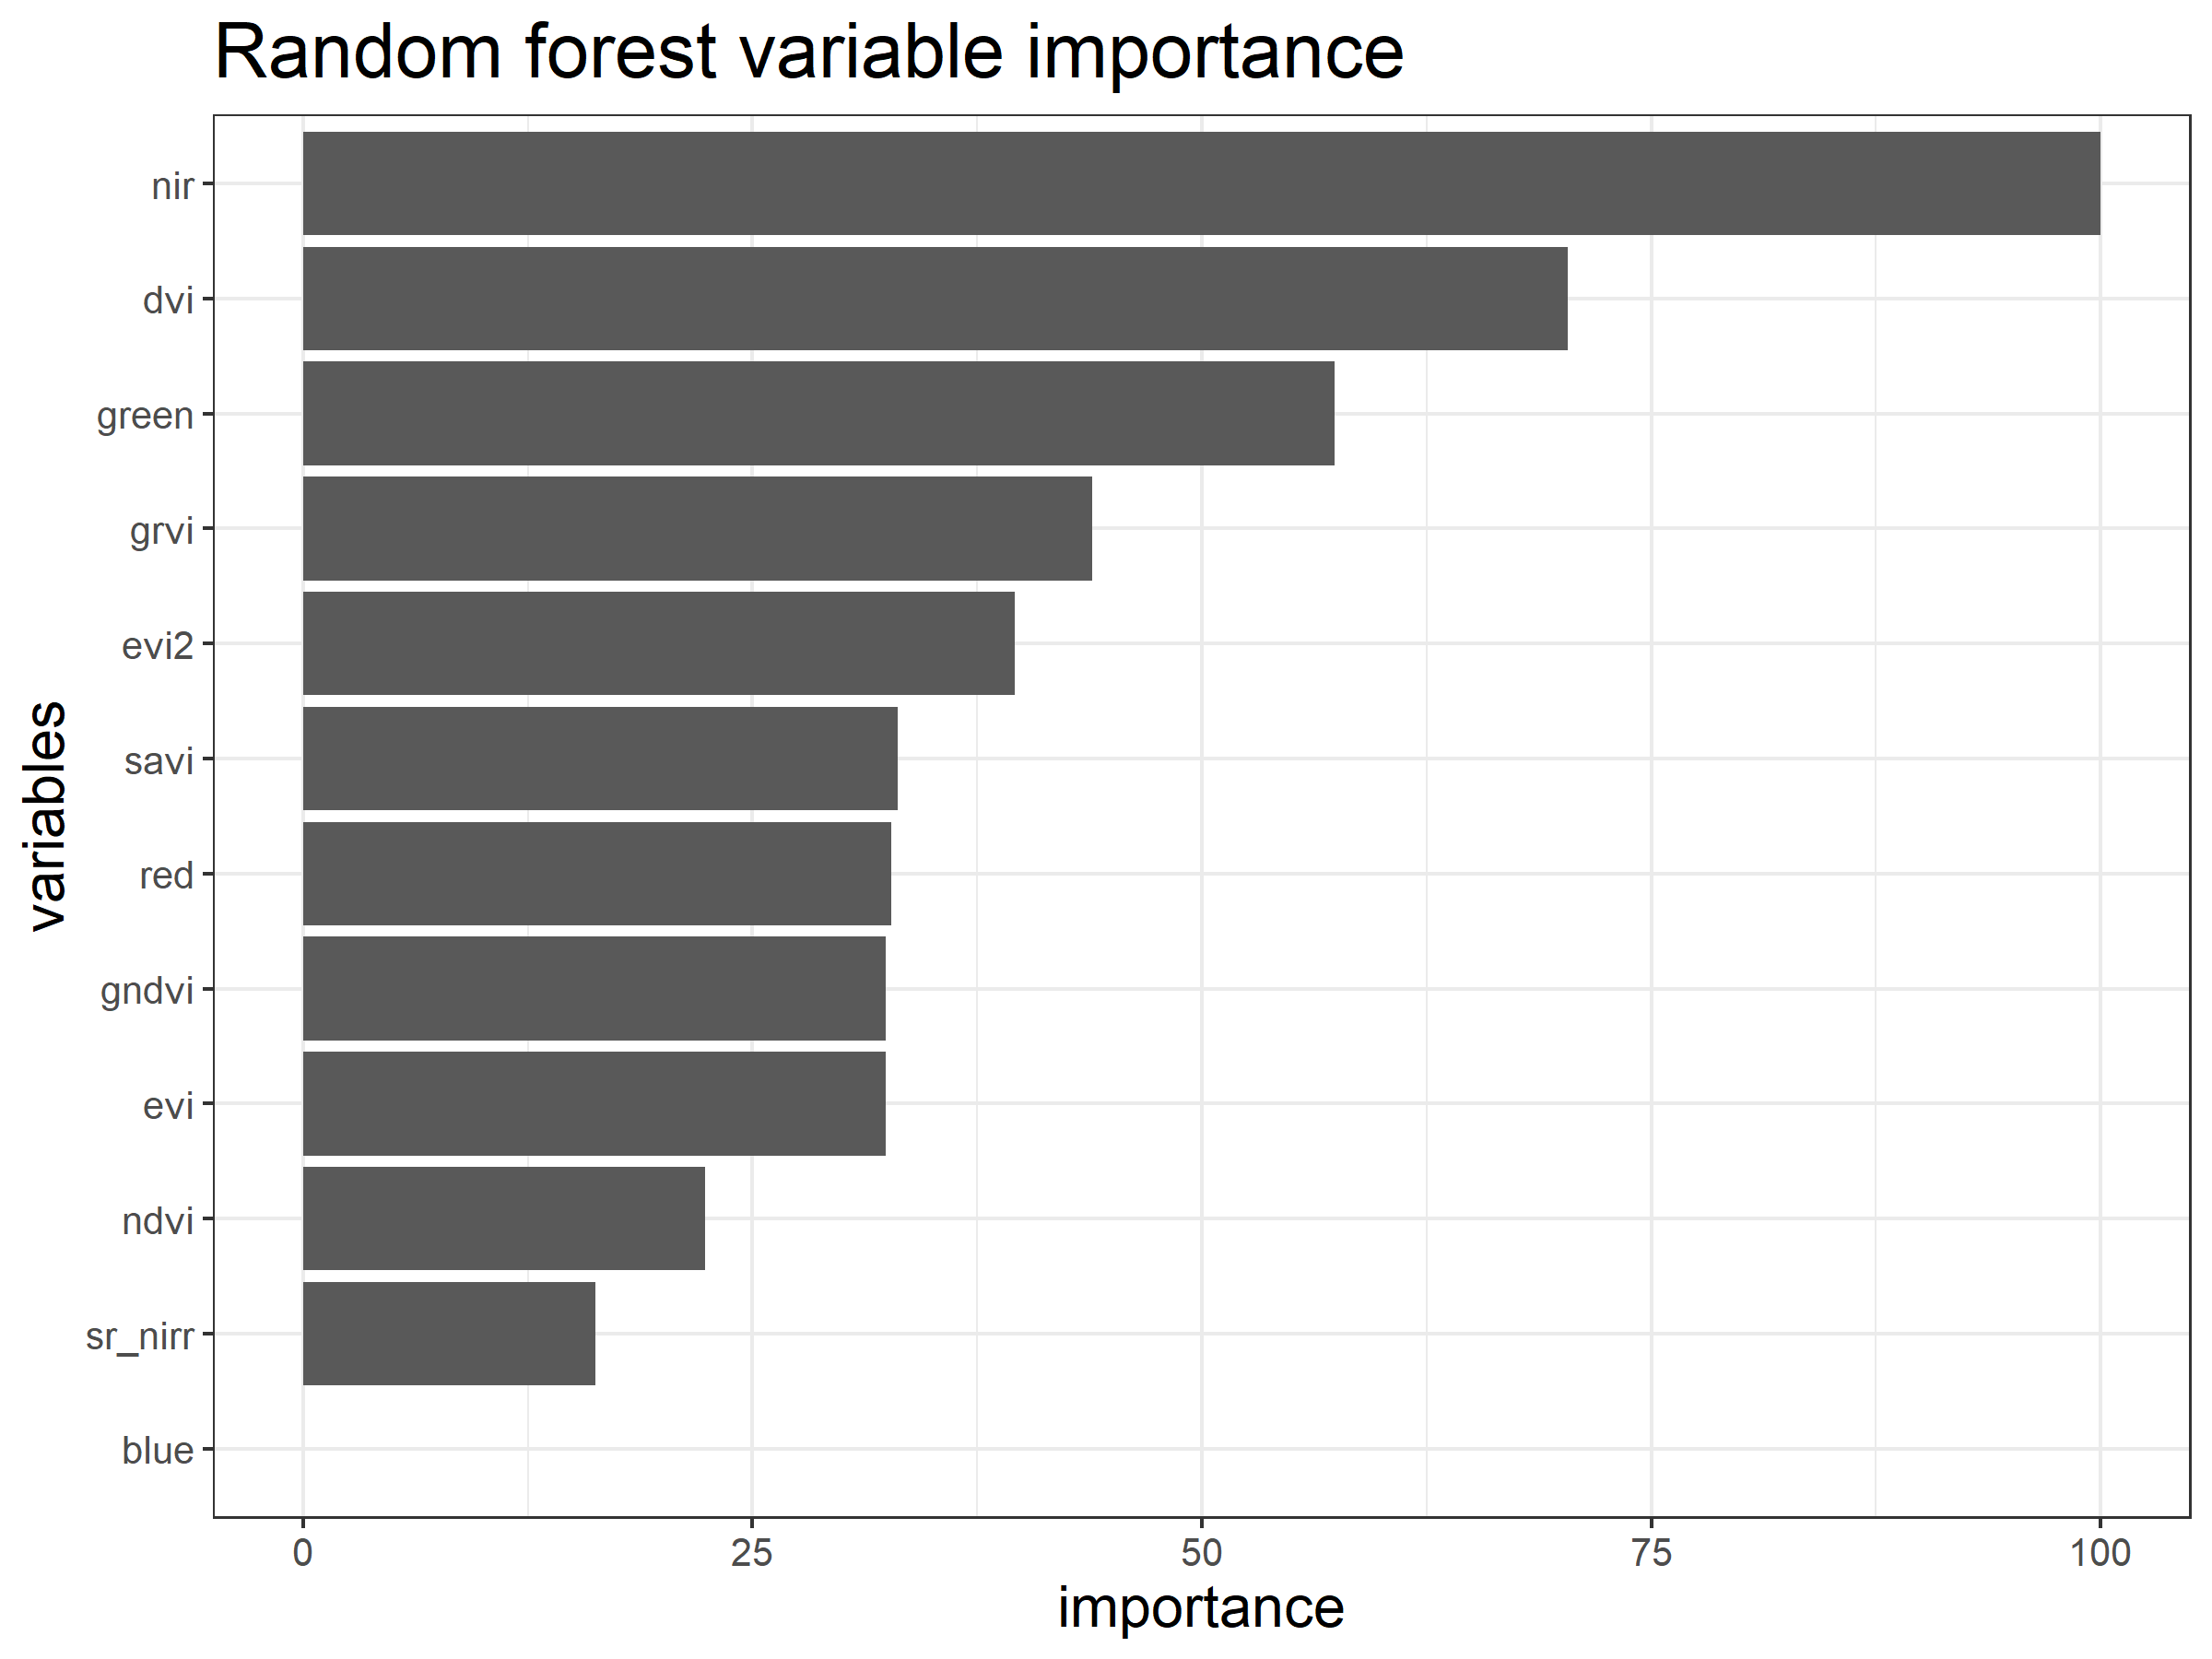 Random forest variable importance
nir
dvi
green
grvi
evi2
savi
red
gndvi
evi
ndvi
sr_nirr
blue
variables
0 25 50 75 100
importance